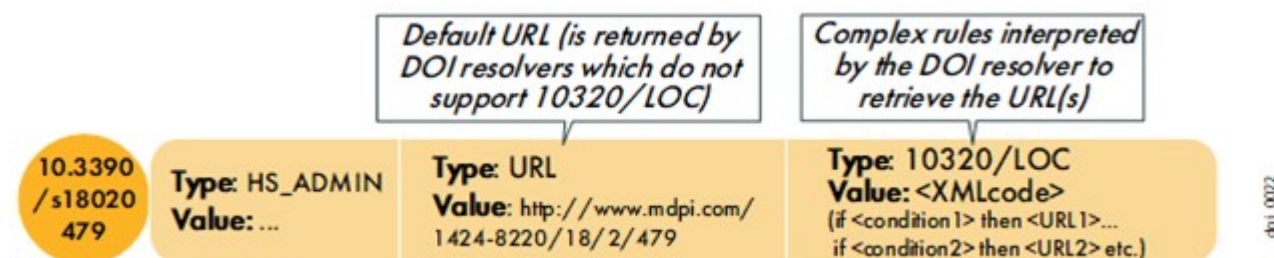 Default URL (is returned by
DOI resolvers which do not
support 10320/LOC)
Complex rules interpreted
by the DOI resolver to
retrieve the URL(s)
10.3390
/s18020
479
Type: HS_ADMIN
Value: ...
Type: URL
Value: http://www.mdpi.com/
1424-8220/18/2/479
Type: 10320/LOC
Value: <XMLcode>
(if <condition1> then <URL1>...
if <condition2> then <URL2> etc.)
doi_0022